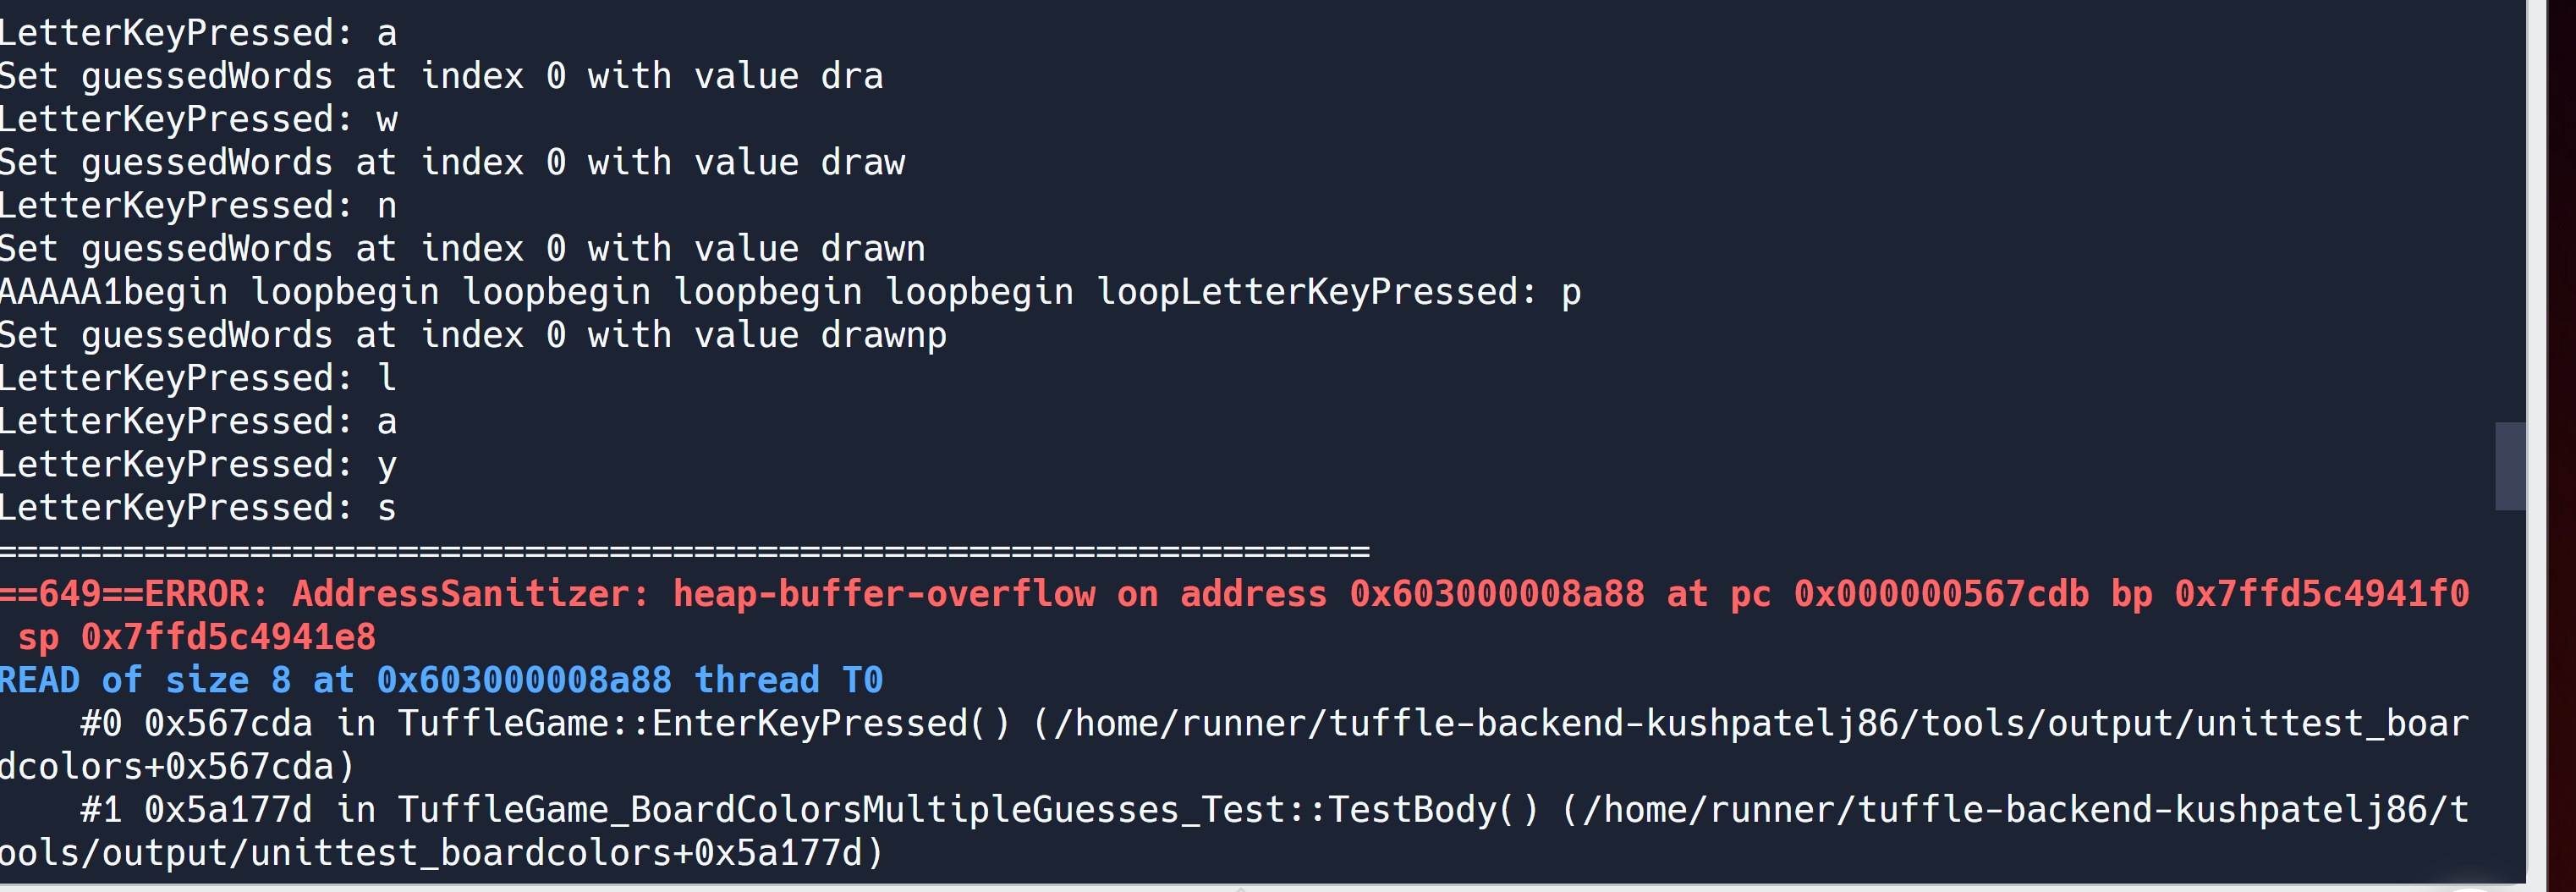 LetterKeyPressed: a
Set guessedWords at index 0 with value dra
LetterKeyPressed: w
Set guessedWords at index 0 with value draw
LetterKeyPressed: n
Set guessedWords at index 0 with value drawn
AAAAA1begin loopbegin loopbegin loopbegin loopbegin loopLetterKeyPressed: p
Set guessedWords at index 0 with value drawnp
LetterKeyPressed: l
LetterKeyPressed: a
LetterKeyPressed: y
LetterKeyPressed: s
=================================================================
==649==ERROR: AddressSanitizer: heap-buffer-overflow on address 0x603000008a88 at pc 0x000000567cdb bp 0x7ffd5c4941f0
 sp 0x7ffd5c4941e8
READ of size 8 at 0x603000008a88 thread T0
    #0 0x567cda in TuffleGame::EnterKeyPressed() (/home/runner/tuffle-backend-kushpatelj86/tools/output/unittest_boar
dcolors+0x567cda)
    #1 0x5a177d in TuffleGame_BoardColorsMultipleGuesses_Test::TestBody() (/home/runner/tuffle-backend-kushpatelj86/t
ools/output/unittest_boardcolors+0x5a177d)